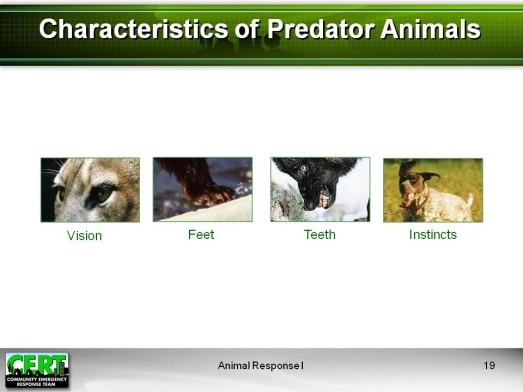 Characteristics of Predator Animals
Vision
Feet
Teeth
Instincts
CERT
COMMUNITY EMERGENCY
RESPONSE TEAM
Animal Response I
19